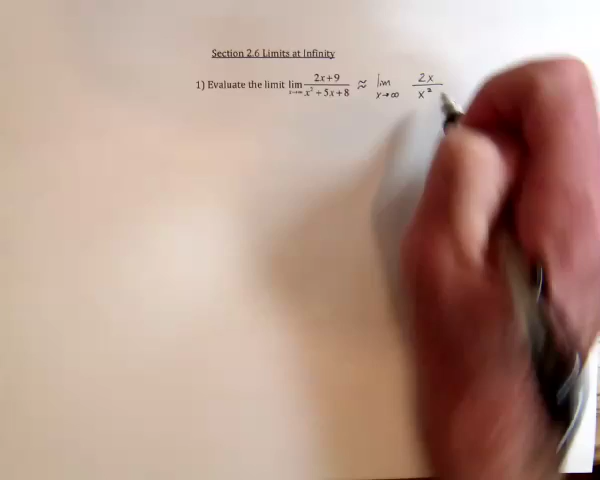 Section 2.6 Limits at Infinity
1) Evaluate the limit lim x→∞ (2x+9)/(x²+5x+8) ≈ lim x→∞ 2x/x²